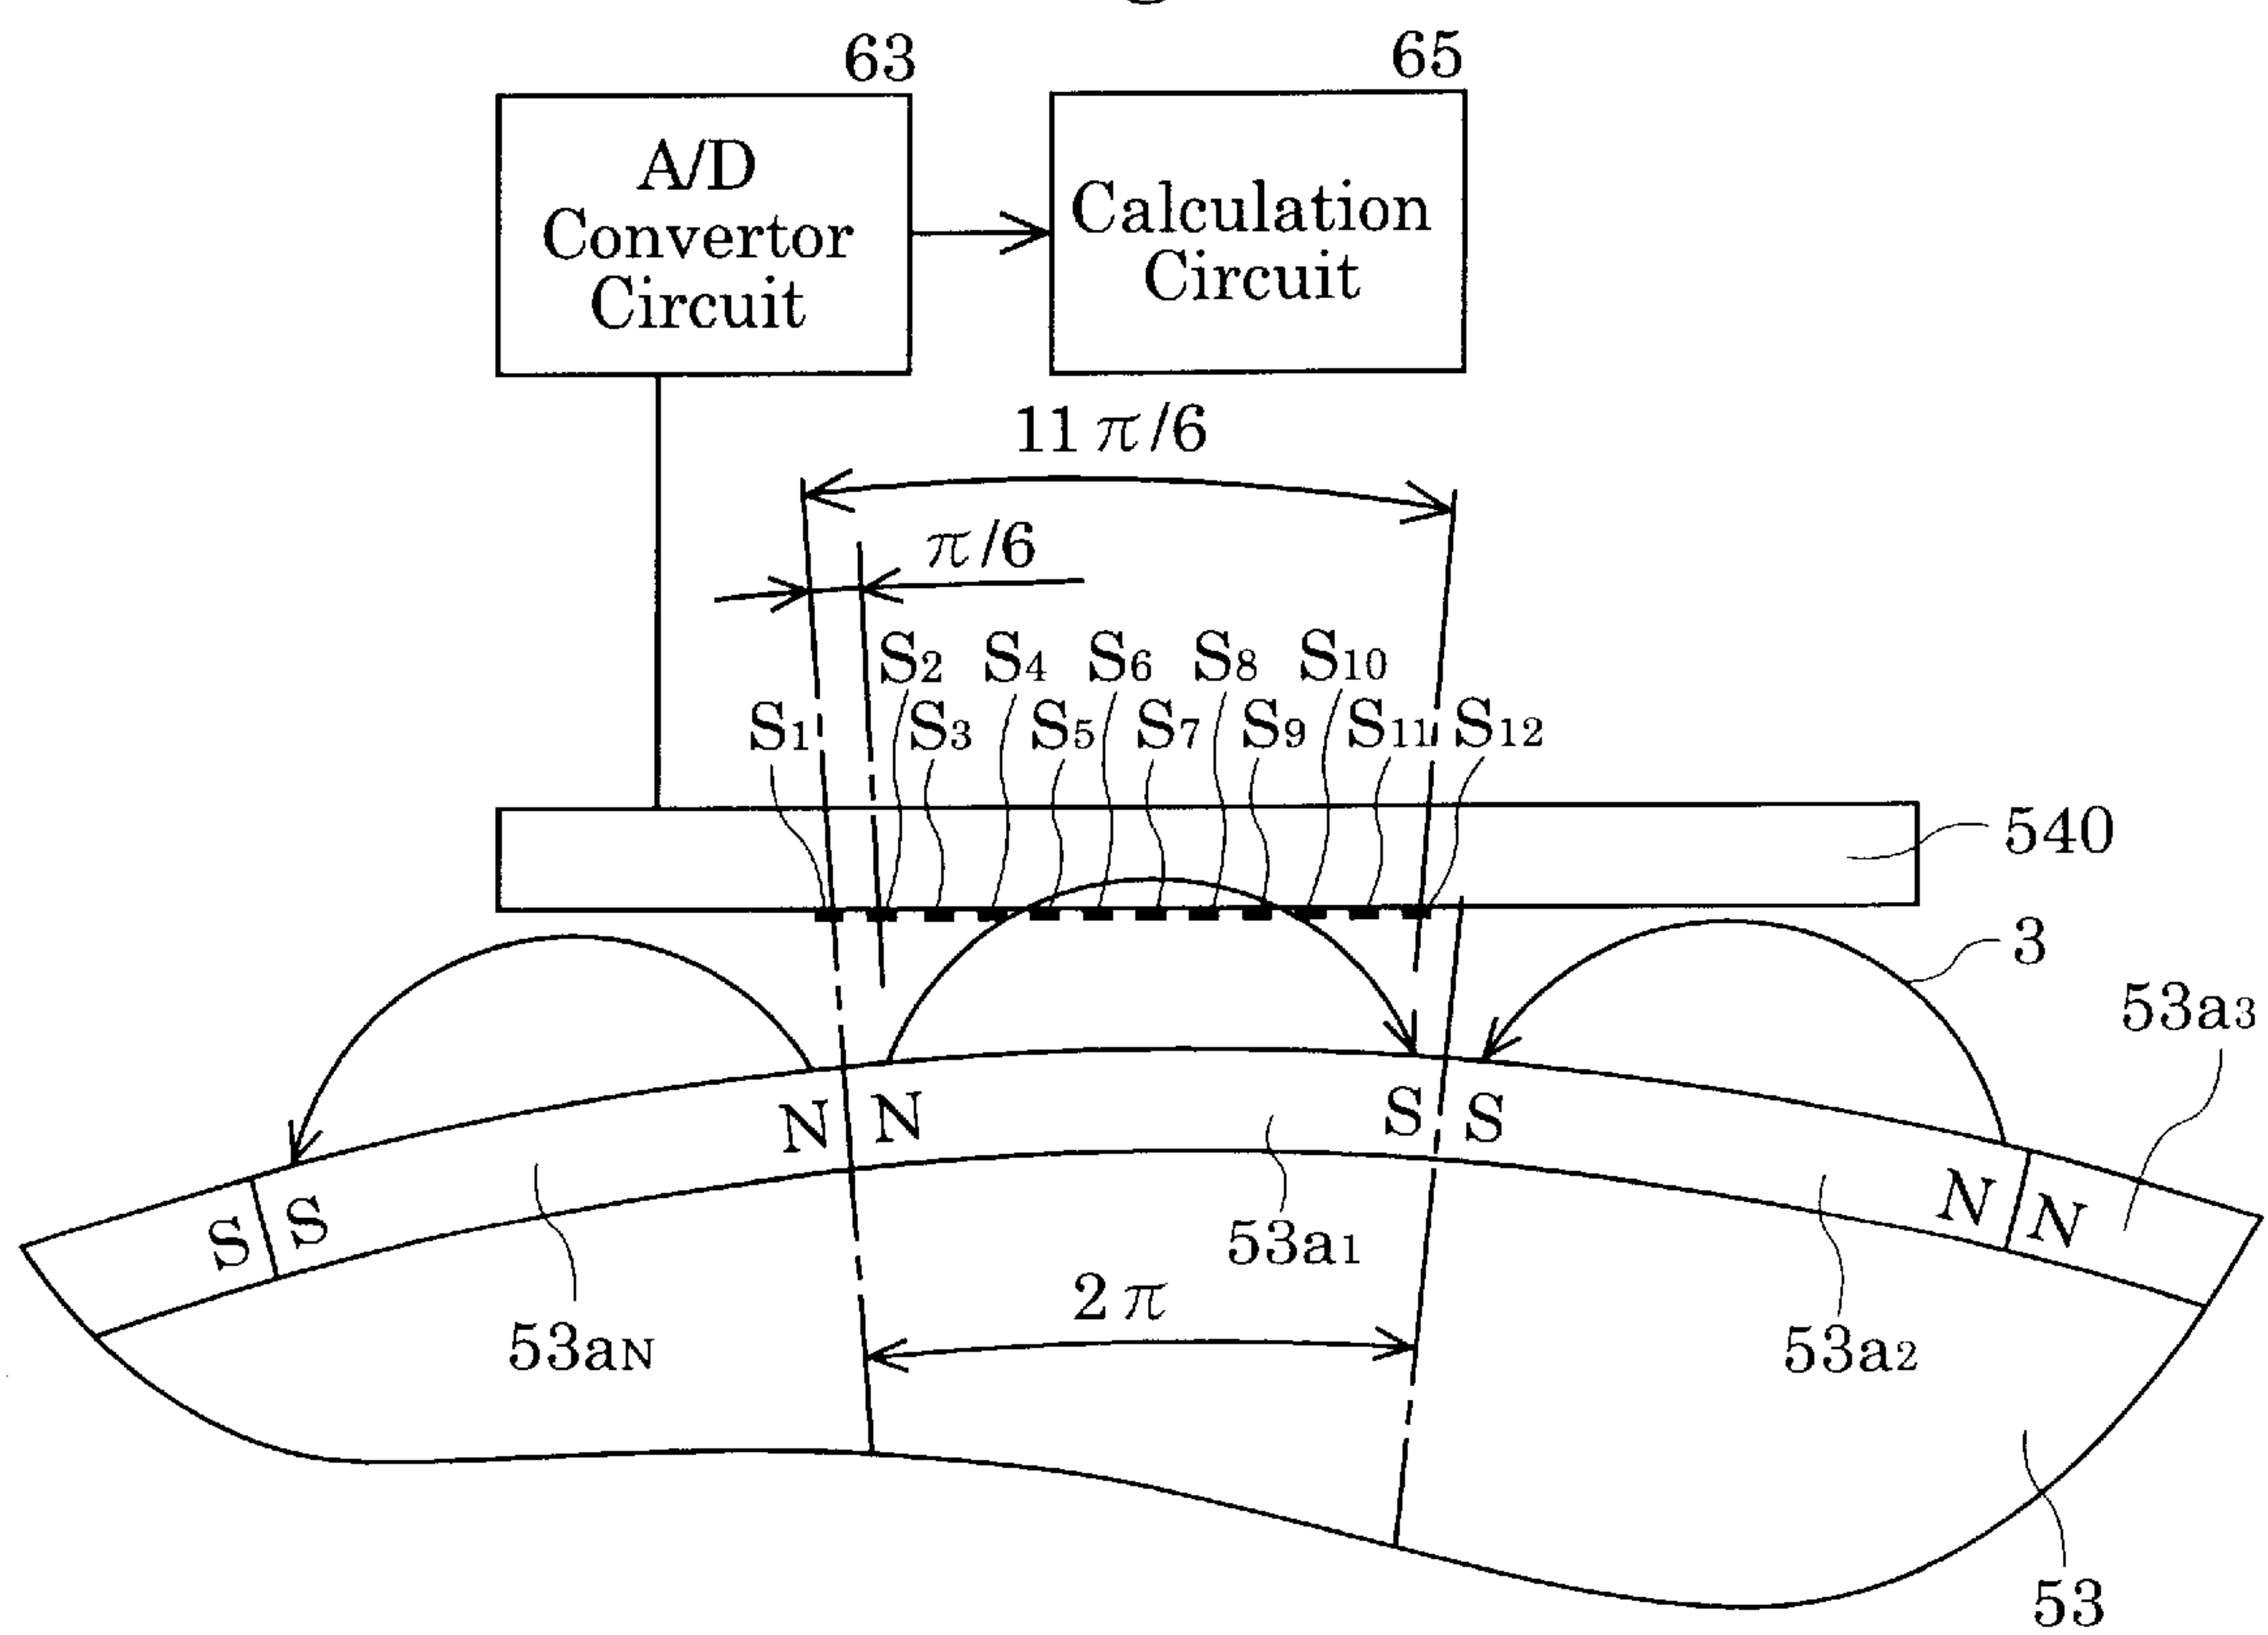 63
65
A/D
Convertor
Circuit
Calculation
Circuit
11π/6
π/6
S2 S4 S6 S8 S10
S1 S3 S5 S7 S9 S11 S12
540
3
53a3
N N S S
S S N N
53a1
2π
53aN
53a2
53